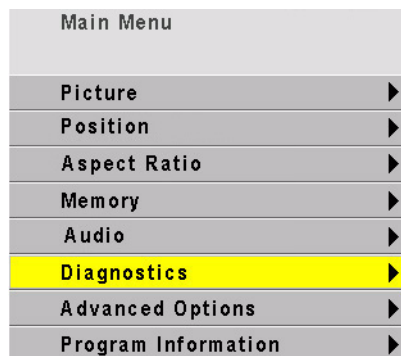 Main Menu
Picture
Position
Aspect Ratio
Memory
Audio
Diagnostics
Advanced Options
Program Information